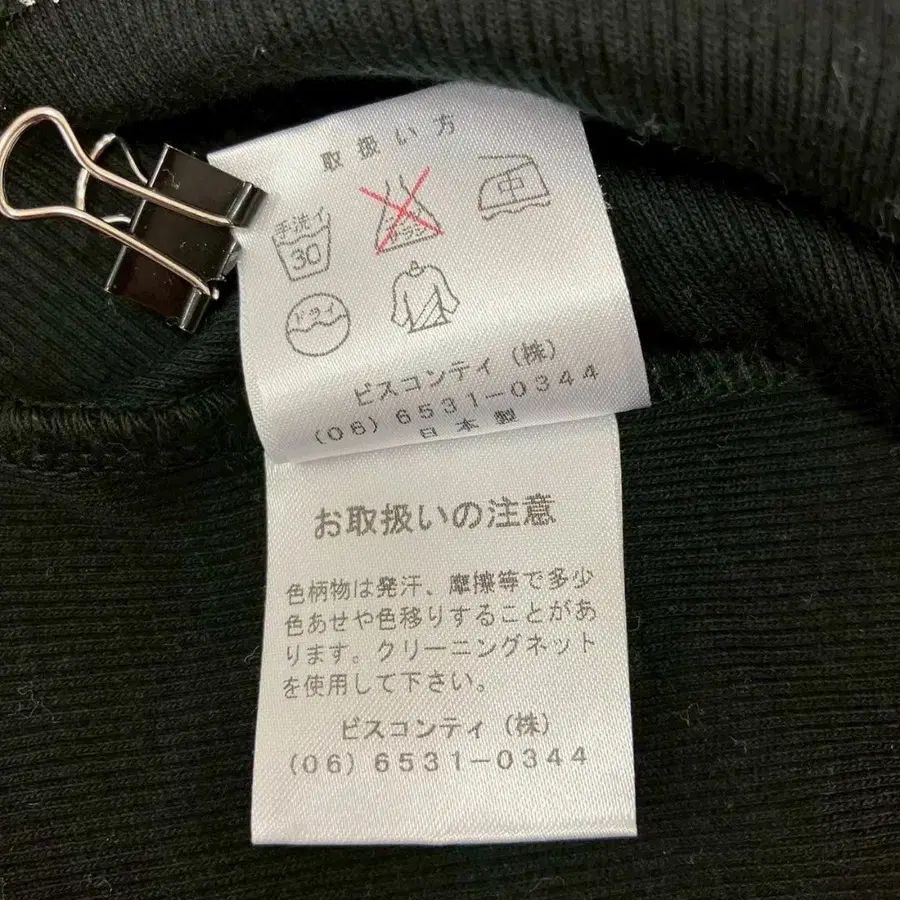 取扱い方
手洗イ
30
中
ドライ
ビスコンティ（株）
(06) 6531-0344
日本製
お取扱いの注意
色柄物は発汗、摩擦等で多少
色あせや色移りすることがあ
ります。クリーニングネット
を使用して下さい。
ビスコンティ（株）
(06) 6531-0344